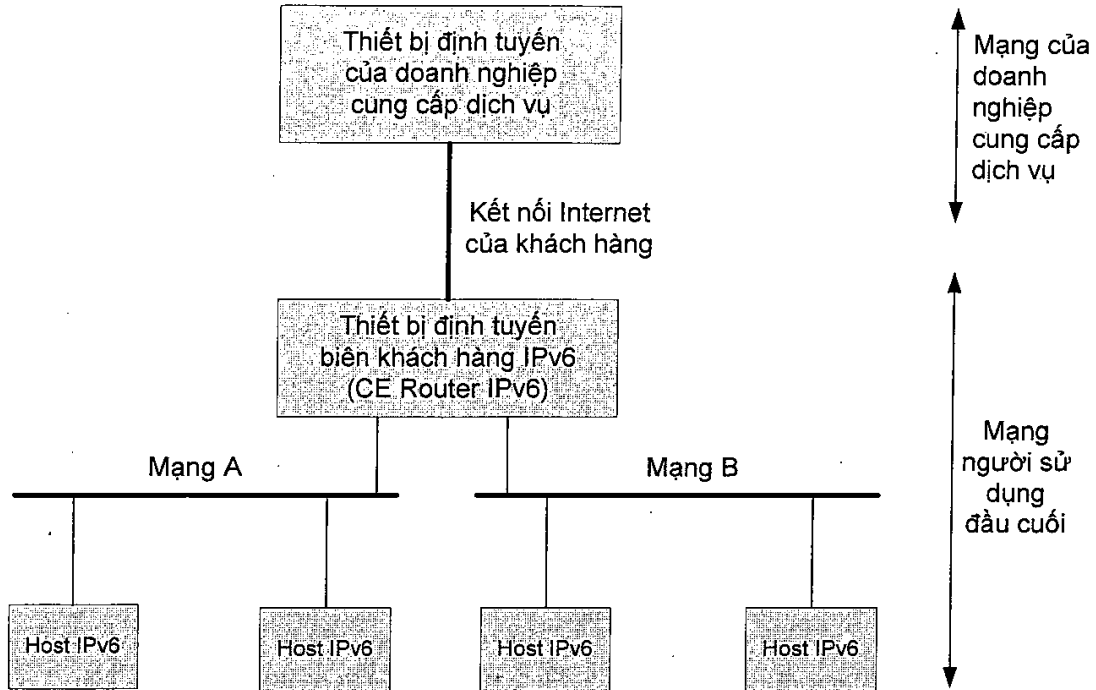 Thiết bị định tuyến
của doanh nghiệp
cung cấp dịch vụ
Mạng của
doanh
nghiệp
cung cấp
dịch vụ
Kết nối Internet
của khách hàng
Thiết bị định tuyến
biên khách hàng IPv6
(CE Router IPv6)
Mạng A
Mạng B
Mạng
người sử
dụng
đầu cuối
Host IPv6
Host IPv6
Host IPv6
Host IPv6